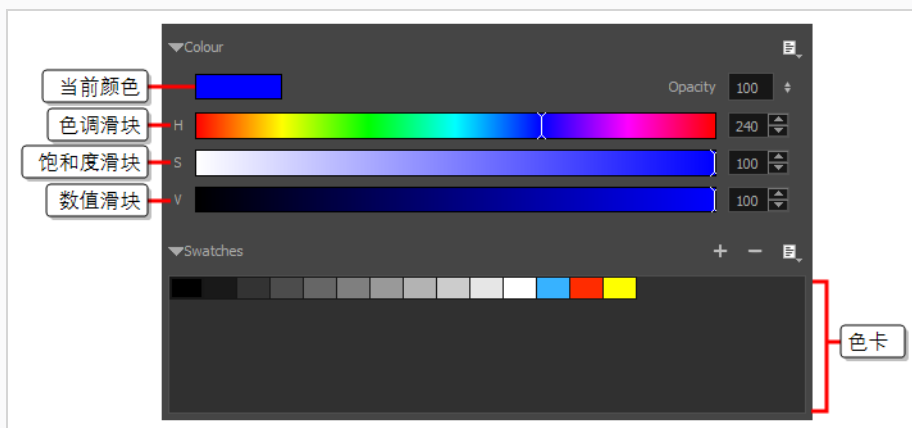 Colour
当前颜色
Opacity 100
色调滑块
H 240
饱和度滑块
S 100
数值滑块
V 100
Swatches
色卡